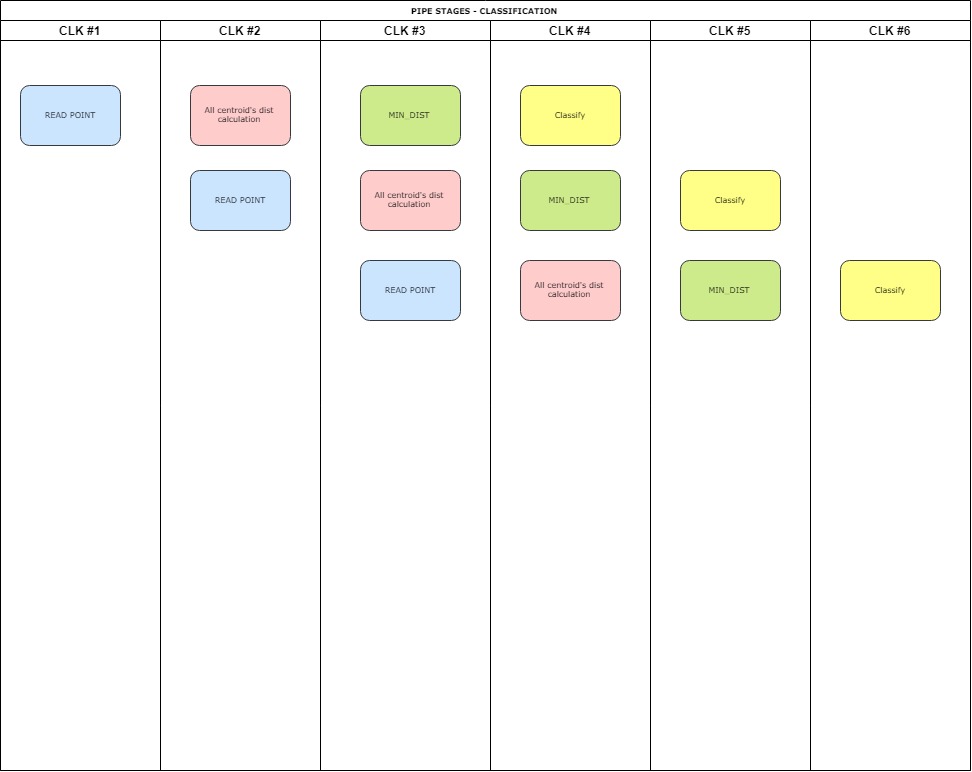 PIPE STAGES - CLASSIFICATION
CLK #1
CLK #2
CLK #3
CLK #4
CLK #5
CLK #6
READ POINT
All centroid's dist
calculation
MIN_DIST
Classify
READ POINT
All centroid's dist
calculation
MIN_DIST
Classify
READ POINT
All centroid's dist
calculation
MIN_DIST
Classify